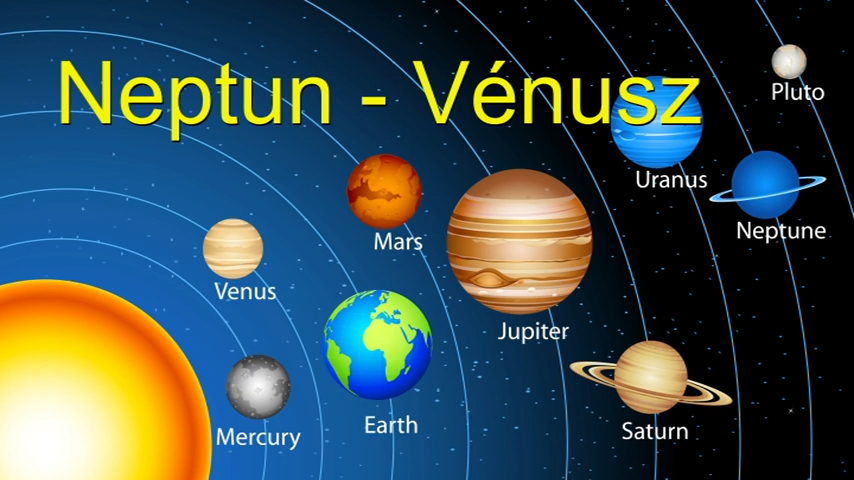 Neptun - Vénusz
Pluto
Uranus
Neptune
Mars
Venus
Jupiter
Earth
Saturn
Mercury